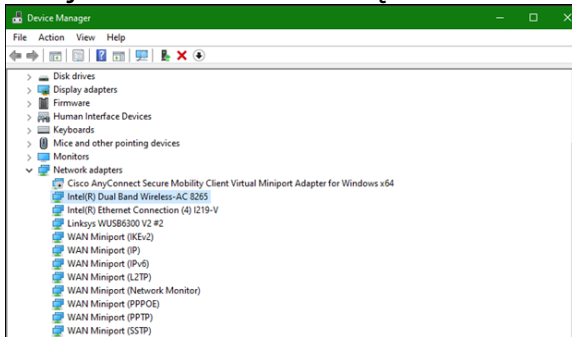 Device Manager
File Action View Help
Disk drives
Display adapters
Firmware
Human Interface Devices
Keyboards
Mice and other pointing devices
Monitors
Network adapters
Cisco AnyConnect Secure Mobility Client Virtual Miniport Adapter for Windows x64
Intel(R) Dual Band Wireless-AC 8265
Intel(R) Ethernet Connection (4) I219-V
Linksys WUSB6300 V2 #2
WAN Miniport (IKEv2)
WAN Miniport (IP)
WAN Miniport (IPv6)
WAN Miniport (L2TP)
WAN Miniport (Network Monitor)
WAN Miniport (PPPOE)
WAN Miniport (PPTP)
WAN Miniport (SSTP)